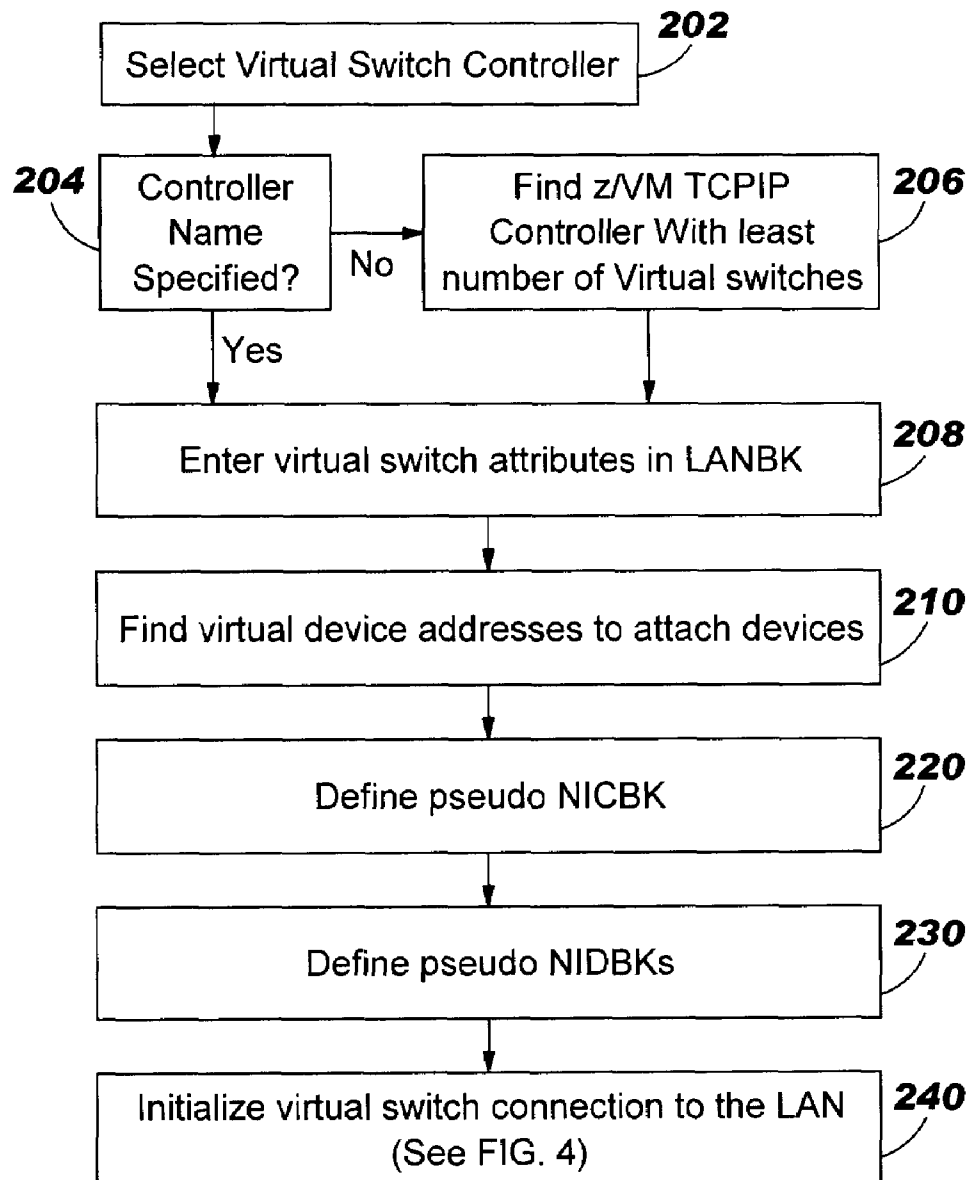 202
Select Virtual Switch Controller
204
Controller
Name
Specified?
No
Find z/VM TCPIP
Controller With least
number of Virtual switches
206
Yes
208
Enter virtual switch attributes in LANBK
210
Find virtual device addresses to attach devices
220
Define pseudo NICBK
230
Define pseudo NIDBKs
240
Initialize virtual switch connection to the LAN
(See FIG. 4)